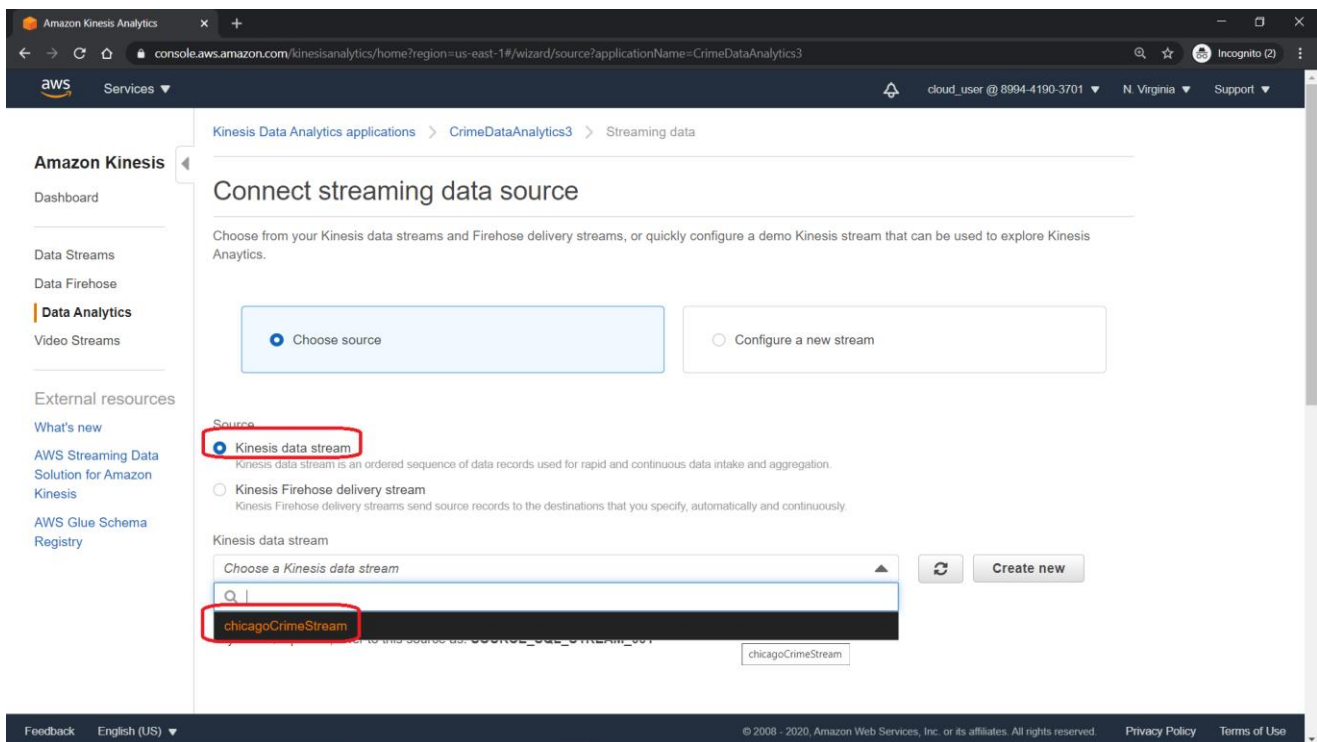 Amazon Kinesis Analytics
console.aws.amazon.com/kinesisanalytics/home?region=us-east-1#/wizard/source?applicationName=CrimeDataAnalytics3
Incognito (2)
aws Services
cloud_user @ 8994-4190-3701 N. Virginia Support
Kinesis Data Analytics applications > CrimeDataAnalytics3 > Streaming data
Amazon Kinesis
Dashboard
Data Streams
Data Firehose
Data Analytics
Video Streams
External resources
What's new
AWS Streaming Data
Solution for Amazon
Kinesis
AWS Glue Schema
Registry
Connect streaming data source
Choose from your Kinesis data streams and Firehose delivery streams, or quickly configure a demo Kinesis stream that can be used to explore Kinesis
Anaytics.
Choose source
Configure a new stream
Source
Kinesis data stream
Kinesis data stream is an ordered sequence of data records used for rapid and continuous data intake and aggregation.
Kinesis Firehose delivery stream
Kinesis Firehose delivery streams send source records to the destinations that you specify, automatically and continuously.
Kinesis data stream
Choose a Kinesis data stream
Create new
chicagoCrimeStream
to this source as: SOURCE_SQL_STREAM_001
chicagoCrimeStream
Feedback English (US)
© 2008 - 2020, Amazon Web Services, Inc. or its affiliates. All rights reserved. Privacy Policy Terms of Use